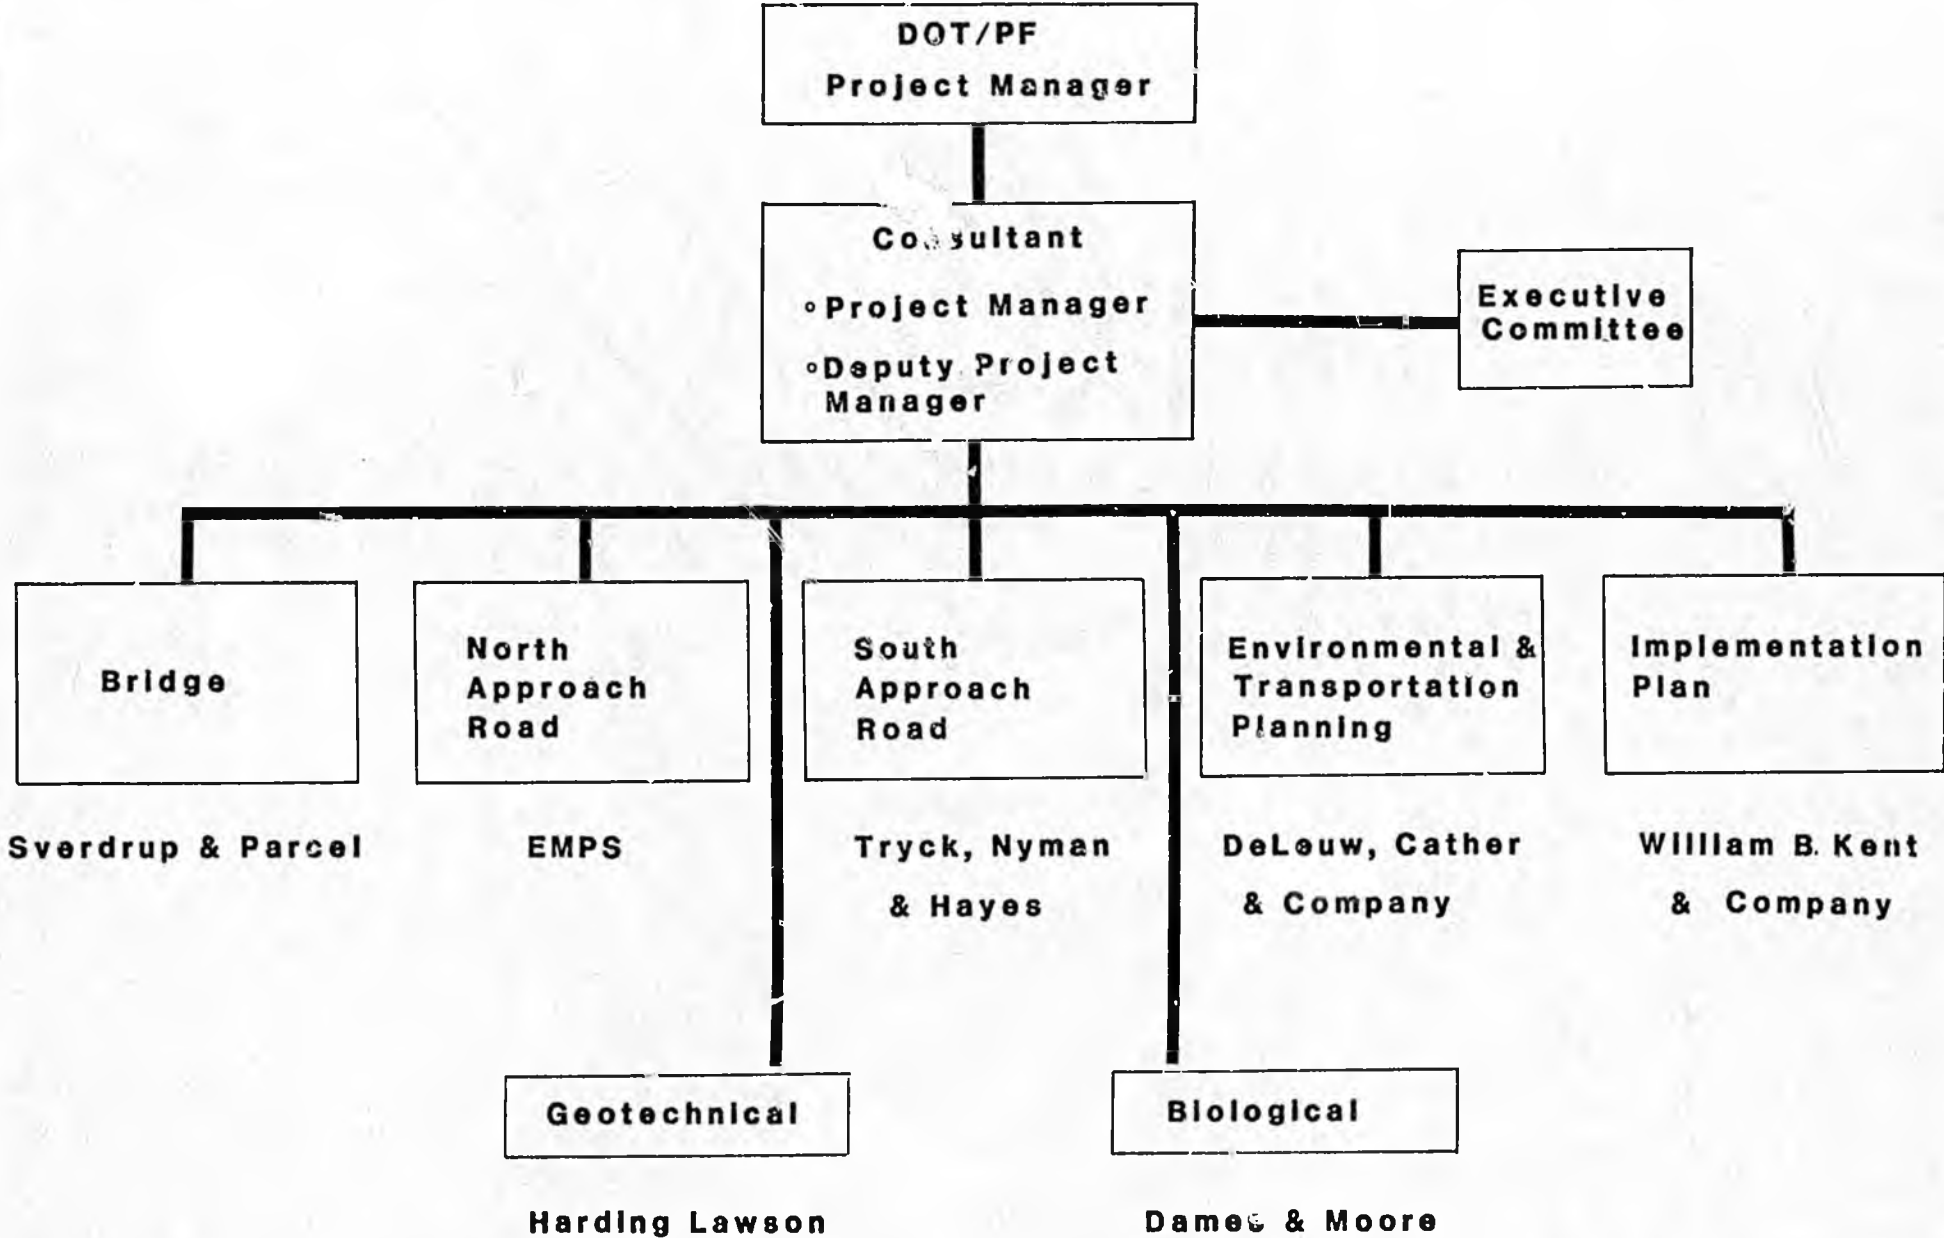 DOT/PF
Project Manager
Consultant
◦ Project Manager
◦ Deputy Project
Manager
Executive
Committee
Bridge
North
Approach
Road
South
Approach
Road
Environmental &
Transportation
Planning
Implementation
Plan
Sverdrup & Parcel
EMPS
Tryck, Nyman
& Hayes
DeLeuw, Cather
& Company
William B. Kent
& Company
Geotechnical
Biological
Harding Lawson
Dames & Moore